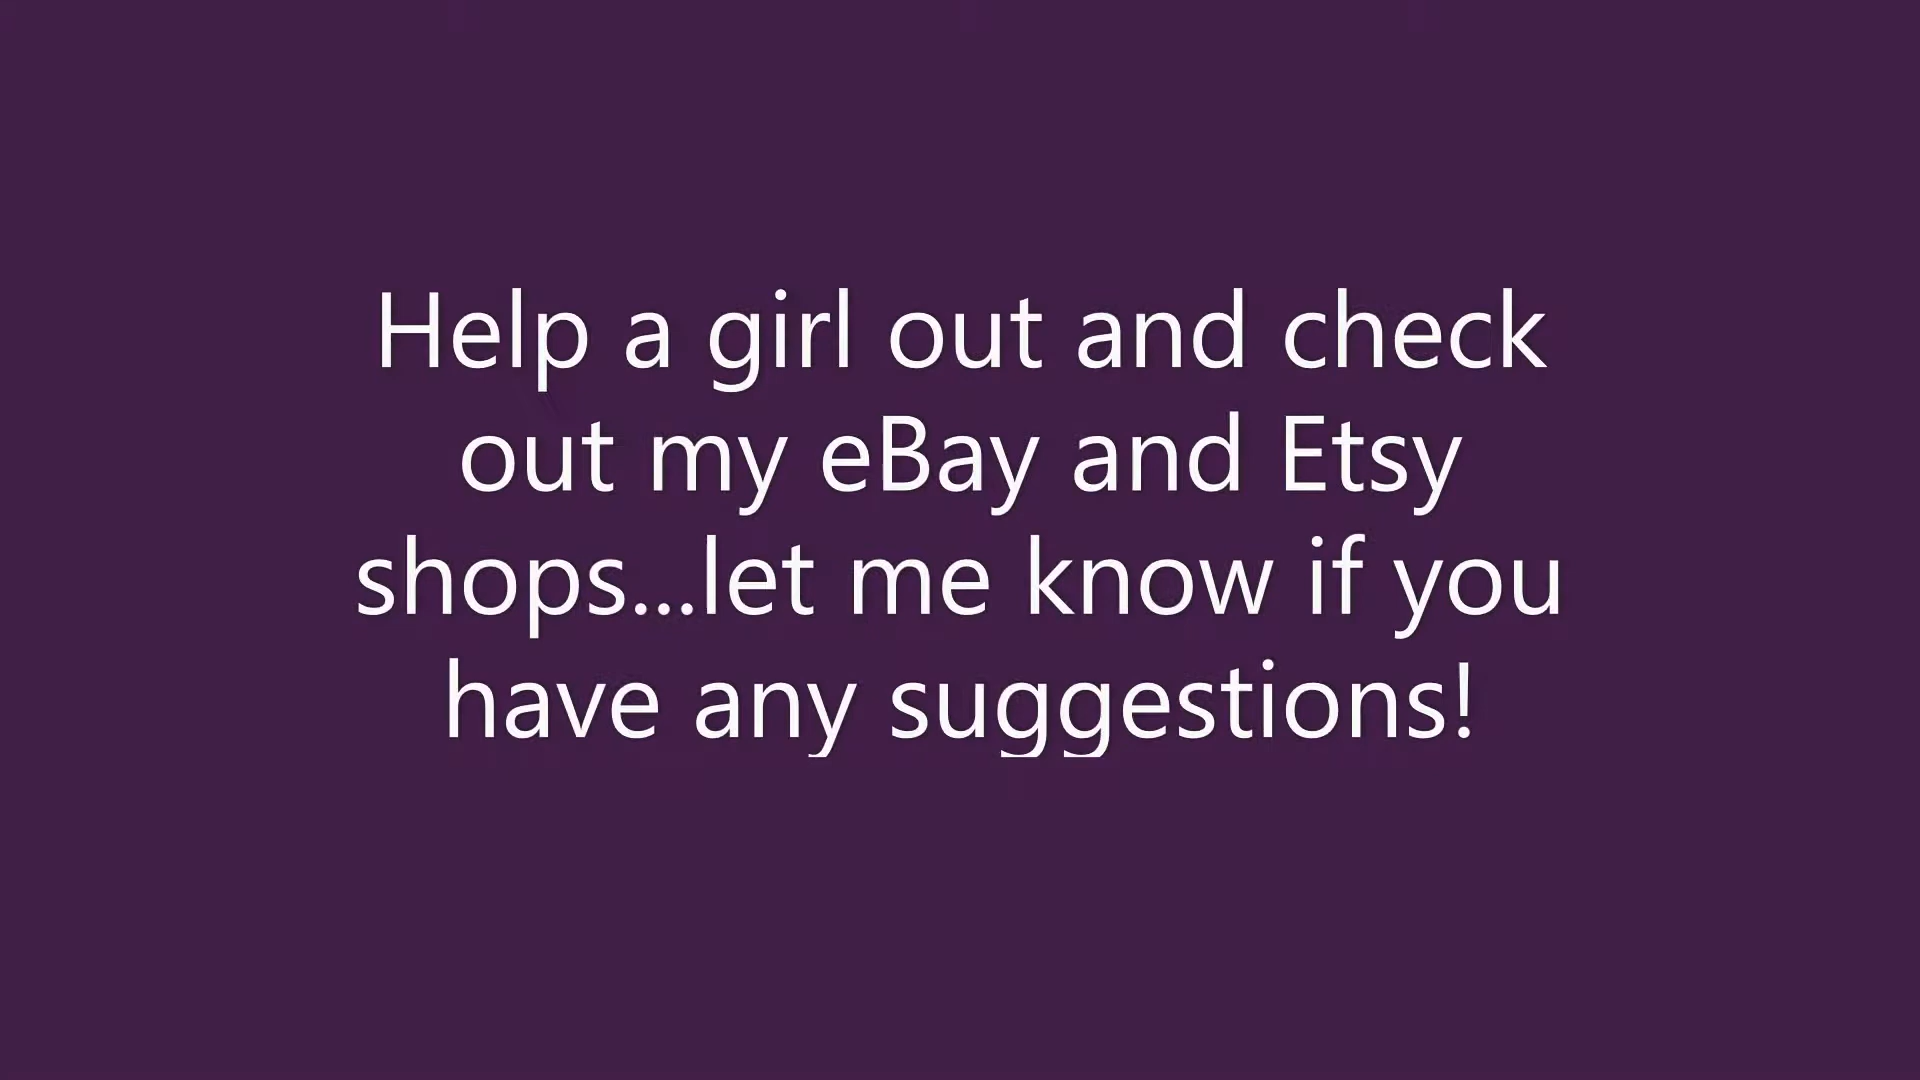 Help a girl out and check
out my eBay and Etsy
shops...let me know if you
have any suggestions!